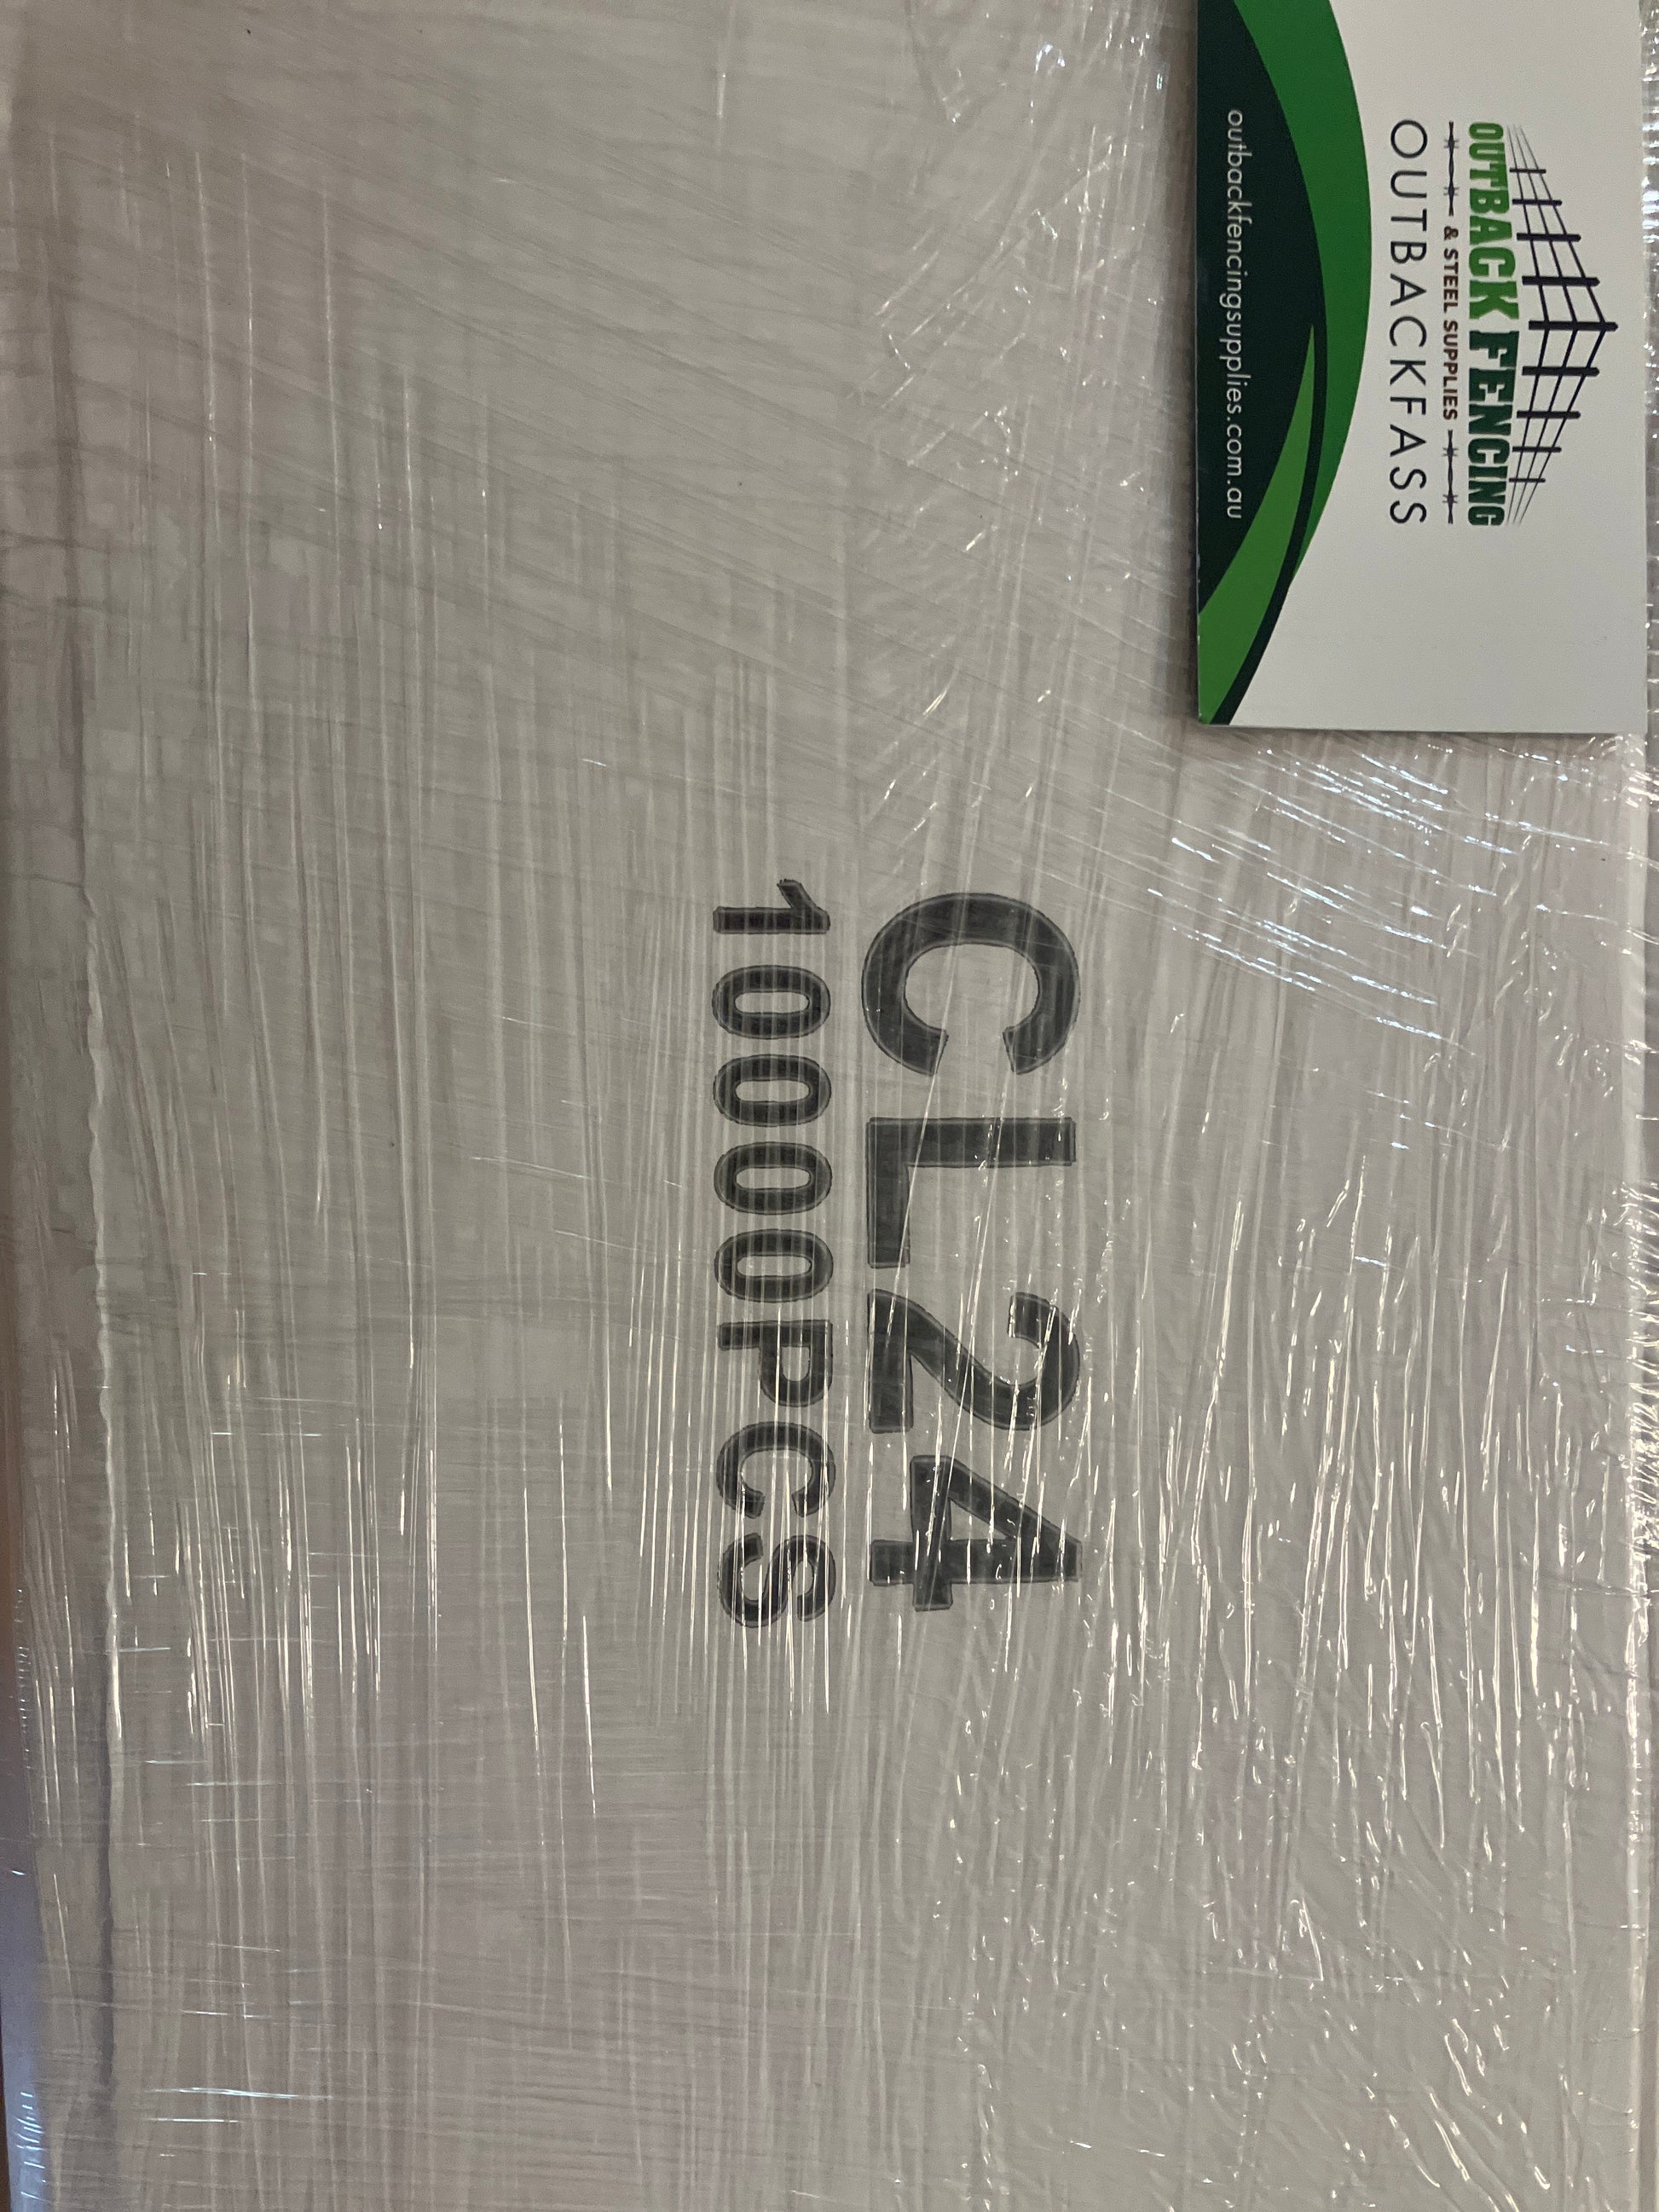 OUTBACK FENCING
& STEEL SUPPLIES
OUTBACKFASS
outbackfencingsupplies.com.au
CL24
10000PCS